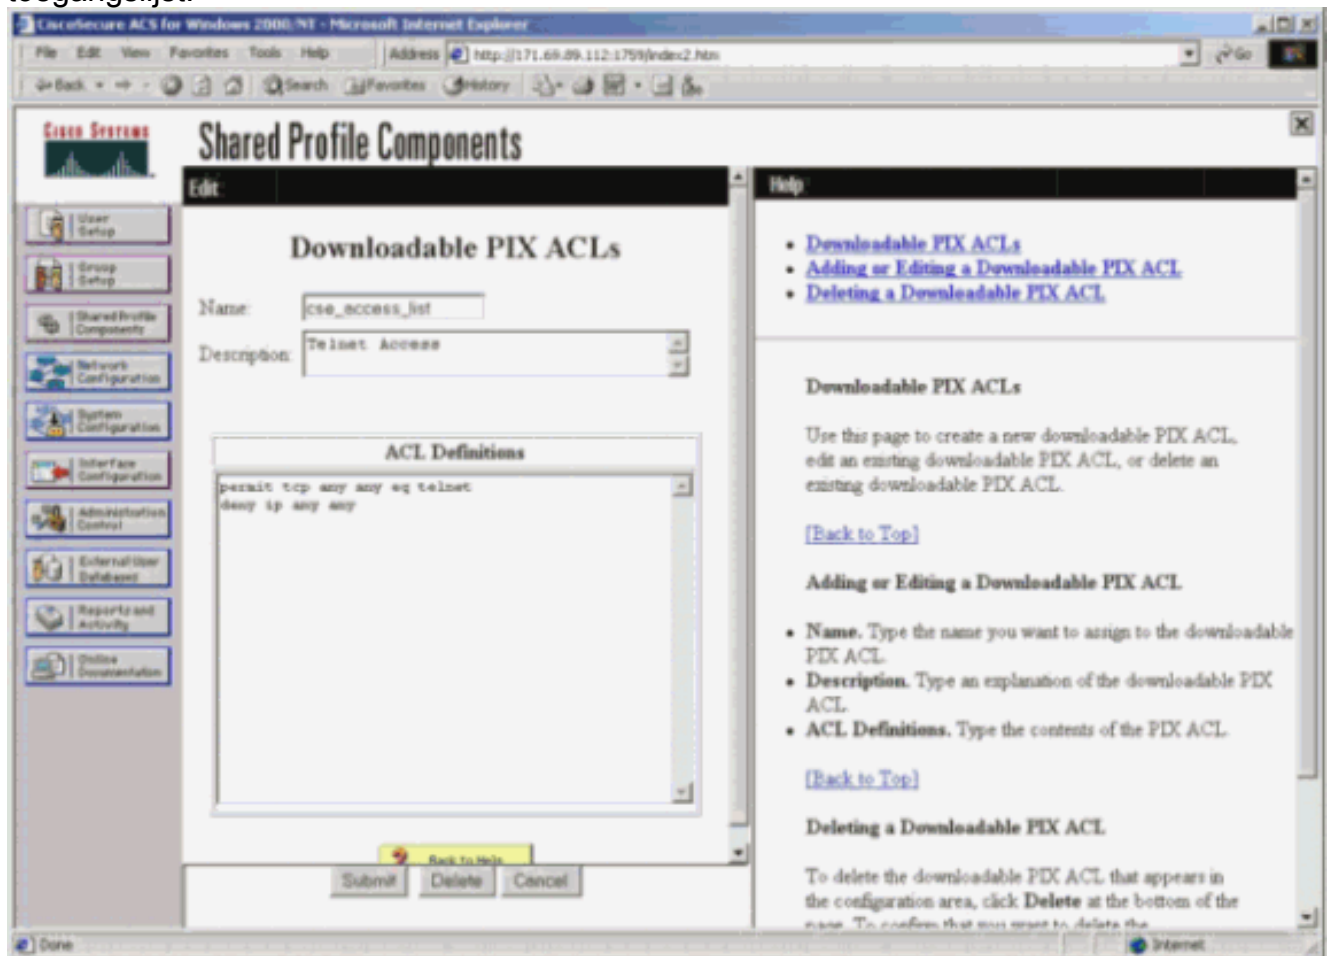 toegangslijst.
CiscoSecure ACS for Windows 2000/NT - Microsoft Internet Explorer
File Edit View Favorites Tools Help
Address http://171.69.89.112:1759/index2.htm
Go
Back
Search Favorites History
Cisco Systems
Shared Profile Components
Edit
User
Setup
Group
Setup
Shared Profile
Components
Network
Configuration
System
Configuration
Interface
Configuration
Administration
Control
External User
Databases
Reports and
Activity
Online
Documentation
Downloadable PIX ACLs
Name: cse_access_list
Description: Telnet Access
ACL Definitions
permit tcp any any eq telnet
deny ip any any
Back to Help
Submit Delete Cancel
Help
• Downloadable PIX ACLs
• Adding or Editing a Downloadable PIX ACL
• Deleting a Downloadable PIX ACL
Downloadable PIX ACLs
Use this page to create a new downloadable PIX ACL,
edit an existing downloadable PIX ACL, or delete an
existing downloadable PIX ACL.
[Back to Top]
Adding or Editing a Downloadable PIX ACL
• Name. Type the name you want to assign to the downloadable
PIX ACL.
• Description. Type an explanation of the downloadable PIX
ACL.
• ACL Definitions. Type the contents of the PIX ACL.
[Back to Top]
Deleting a Downloadable PIX ACL
To delete the downloadable PIX ACL that appears in
the configuration area, click Delete at the bottom of the
page. To confirm that you want to delete the
Done
Internet